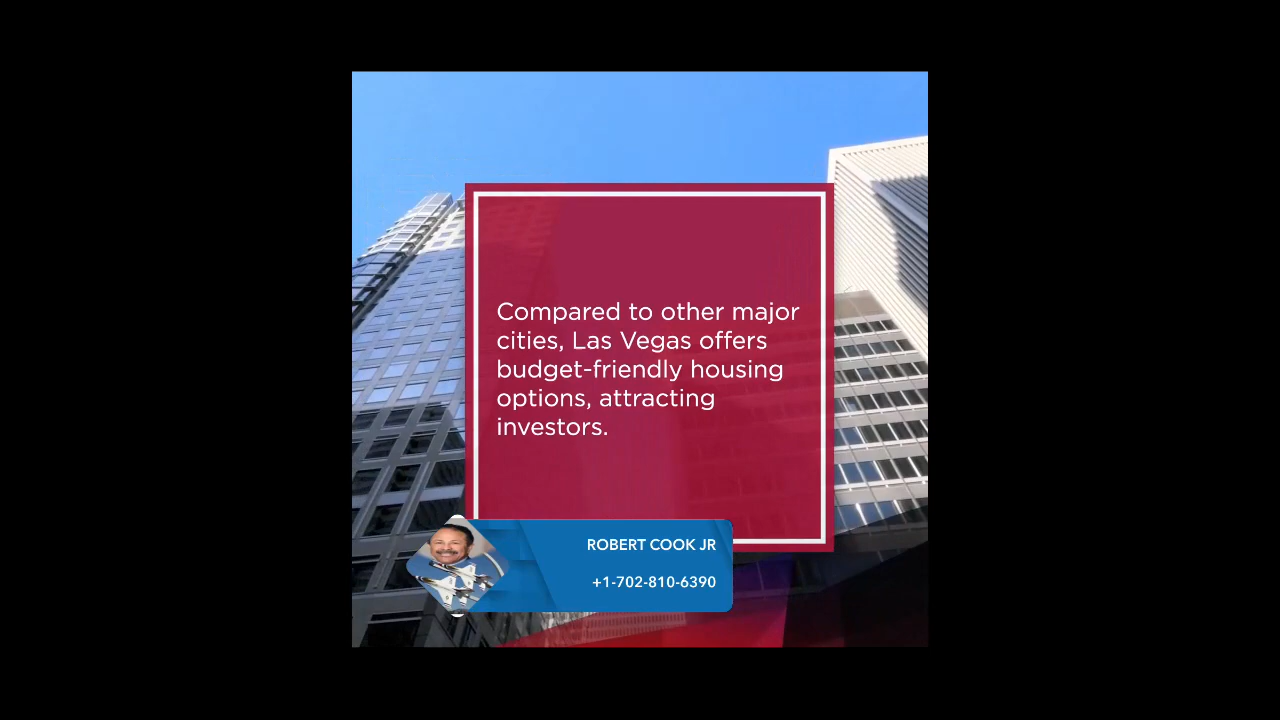 Compared to other major
cities, Las Vegas offers
budget-friendly housing
options, attracting
investors.
ROBERT COOK JR
+1-702-810-6390